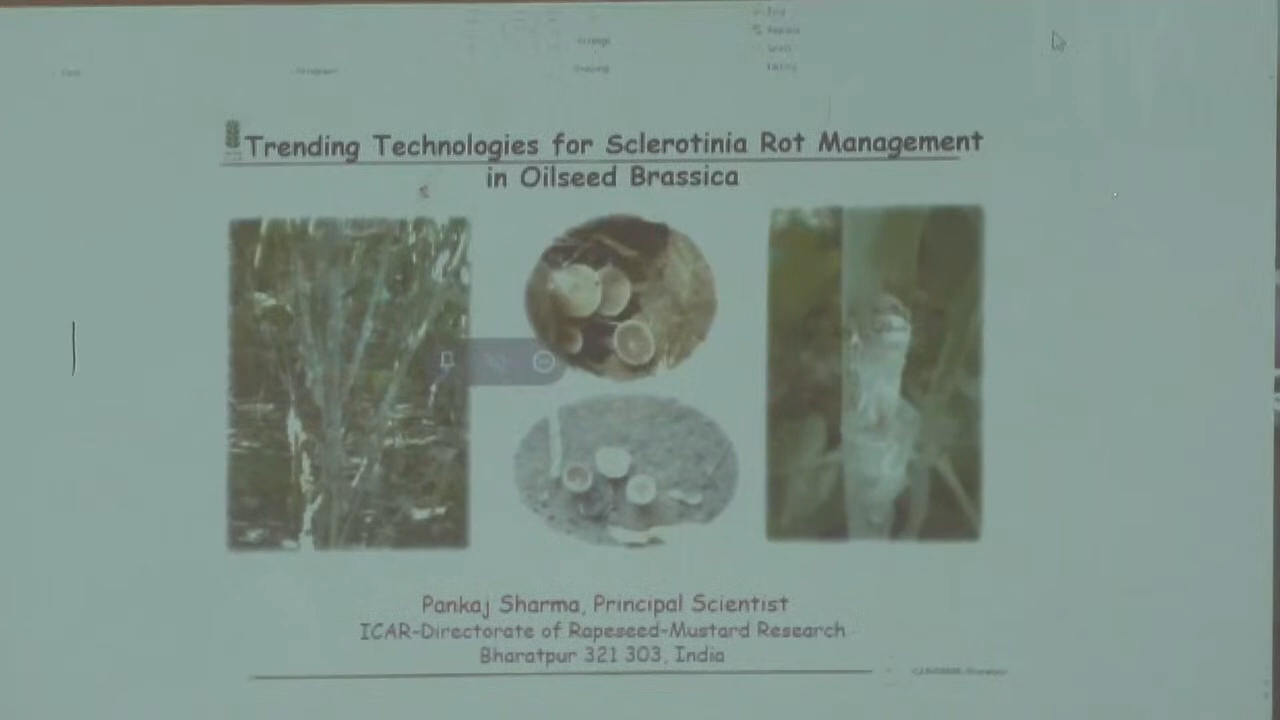 Trending Technologies for Sclerotinia Rot Management
in Oilseed Brassica
Pankaj Sharma, Principal Scientist
ICAR-Directorate of Rapeseed-Mustard Research
Bharatpur 321 303, India